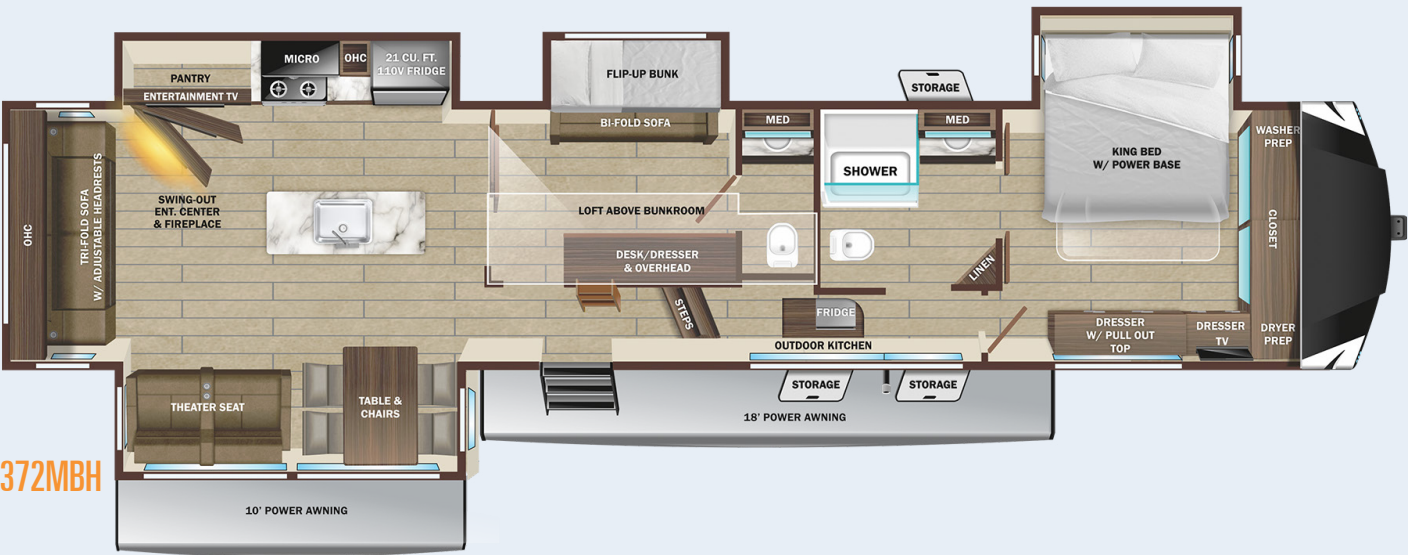 PANTRY
ENTERTAINMENT TV
MICRO
OHC
21 CU. FT.
110V FRIDGE
FLIP-UP BUNK
BI-FOLD SOFA
STORAGE
MED
MED
SHOWER
KING BED
W/ POWER BASE
WASHER
PREP
CLOSET
OHC
TRI-FOLD SOFA
W/ ADJUSTABLE HEADRESTS
SWING-OUT
ENT. CENTER
& FIREPLACE
LOFT ABOVE BUNKROOM
DESK/DRESSER
& OVERHEAD
LINEN
STEPS
FRIDGE
OUTDOOR KITCHEN
DRESSER
W/ PULL OUT
TOP
DRESSER
TV
DRYER
PREP
THEATER SEAT
TABLE &
CHAIRS
STORAGE
STORAGE
18' POWER AWNING
372MBH
10' POWER AWNING